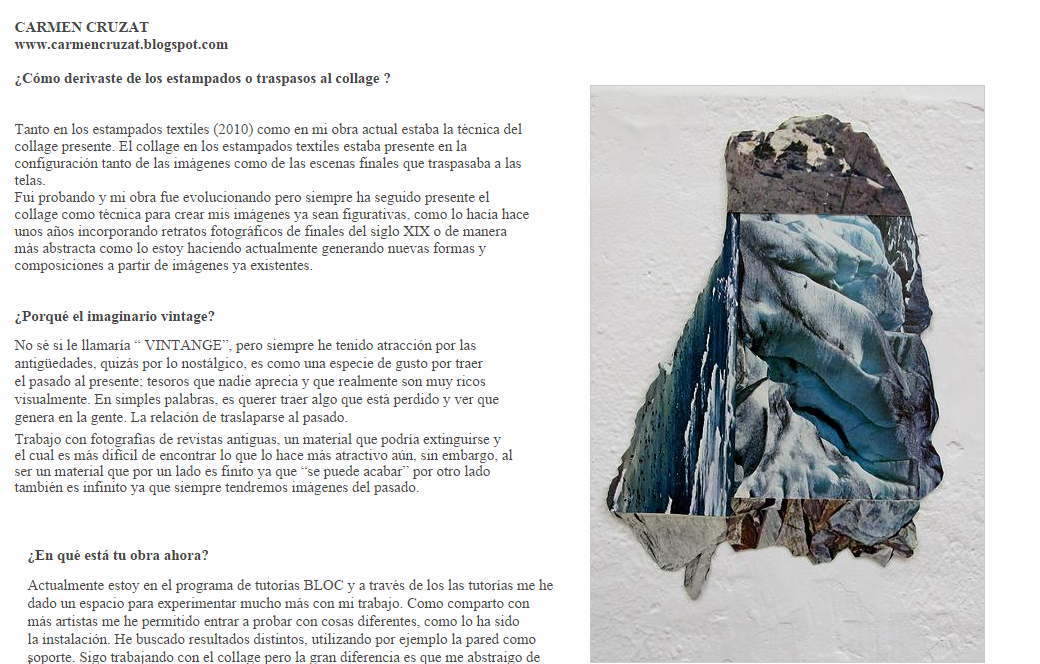 CARMEN CRUZAT
www.carmencruzat.blogspot.com
¿Cómo derivaste de los estampados o traspasos al collage ?
Tanto en los estampados textiles (2010) como en mi obra actual estaba la técnica del
collage presente. El collage en los estampados textiles estaba presente en la
configuración tanto de las imágenes como de las escenas finales que traspasaba a las
telas.
Fui probando y mi obra fue evolucionando pero siempre ha seguido presente el
collage como técnica para crear mis imágenes ya sean figurativas, como lo hacía hace
unos años incorporando retratos fotográficos de finales del siglo XIX o de manera
más abstracta como lo estoy haciendo actualmente generando nuevas formas y
composiciones a partir de imágenes ya existentes.
¿Porqué el imaginario vintage?
No sé si le llamaría “ VINTANGE”, pero siempre he tenido atracción por las
antigüedades, quizás por lo nostálgico, es como una especie de gusto por traer
el pasado al presente; tesoros que nadie aprecia y que realmente son muy ricos
visualmente. En simples palabras, es querer traer algo que está perdido y ver que
genera en la gente. La relación de traslaparse al pasado.
Trabajo con fotografías de revistas antiguas, un material que podría extinguirse y
el cual es más difícil de encontrar lo que lo hace más atractivo aún, sin embargo, al
ser un material que por un lado es finito ya que “se puede acabar” por otro lado
también es infinito ya que siempre tendremos imágenes del pasado.
¿En qué está tu obra ahora?
Actualmente estoy en el programa de tutorías BLOC y a través de los las tutorías me he
dado un espacio para experimentar mucho más con mi trabajo. Como comparto con
más artistas me he permitido entrar a probar con cosas diferentes, como lo ha sido
la instalación. He buscado resultados distintos, utilizando por ejemplo la pared como
soporte. Sigo trabajando con el collage pero la gran diferencia es que me abstraigo de